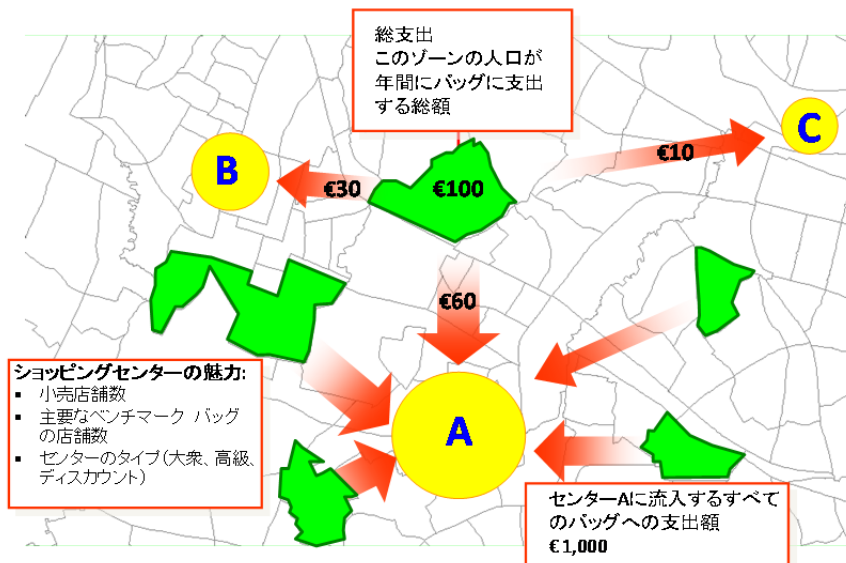 総支出
このゾーンの人口が
年間にバッグに支出
する総額
C
B
€10
€30
€100
€60
ショッピングセンターの魅力:
▪ 小売店舗数
▪ 主要なベンチマーク バッグ
の店舗数
▪ センターのタイプ(大衆、高級、
ディスカウント)
A
センターAに流入するすべて
のバッグへの支出額
€1,000